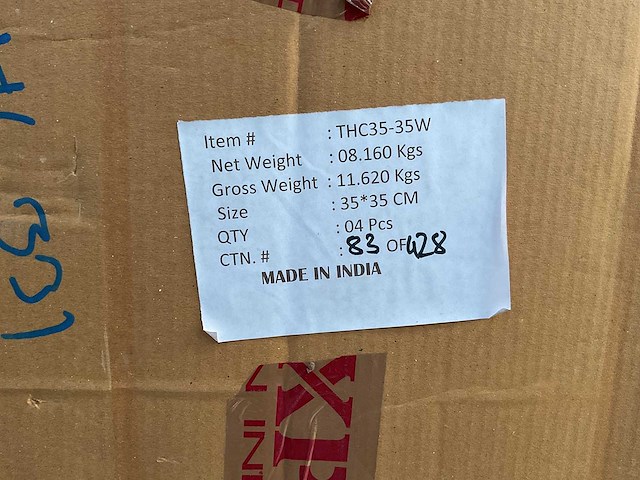 Item # : THC35-35W
Net Weight : 08.160 Kgs
Gross Weight : 11.620 Kgs
Size : 35*35 CM
QTY : 04 Pcs
CTN. # : 83 OF 428
MADE IN INDIA